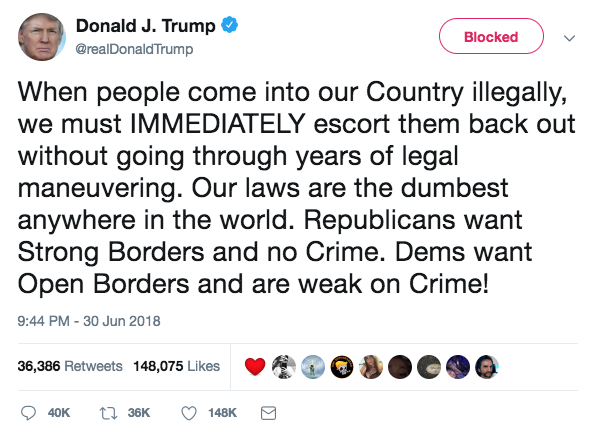 Donald J. Trump
Blocked
@realDonaldTrump
When people come into our Country illegally,
we must IMMEDIATELY escort them back out
without going through years of legal
maneuvering. Our laws are the dumbest
anywhere in the world. Republicans want
Strong Borders and no Crime. Dems want
Open Borders and are weak on Crime!
9:44 PM - 30 Jun 2018
36,386 Retweets 148,075 Likes
40K 36K 148K